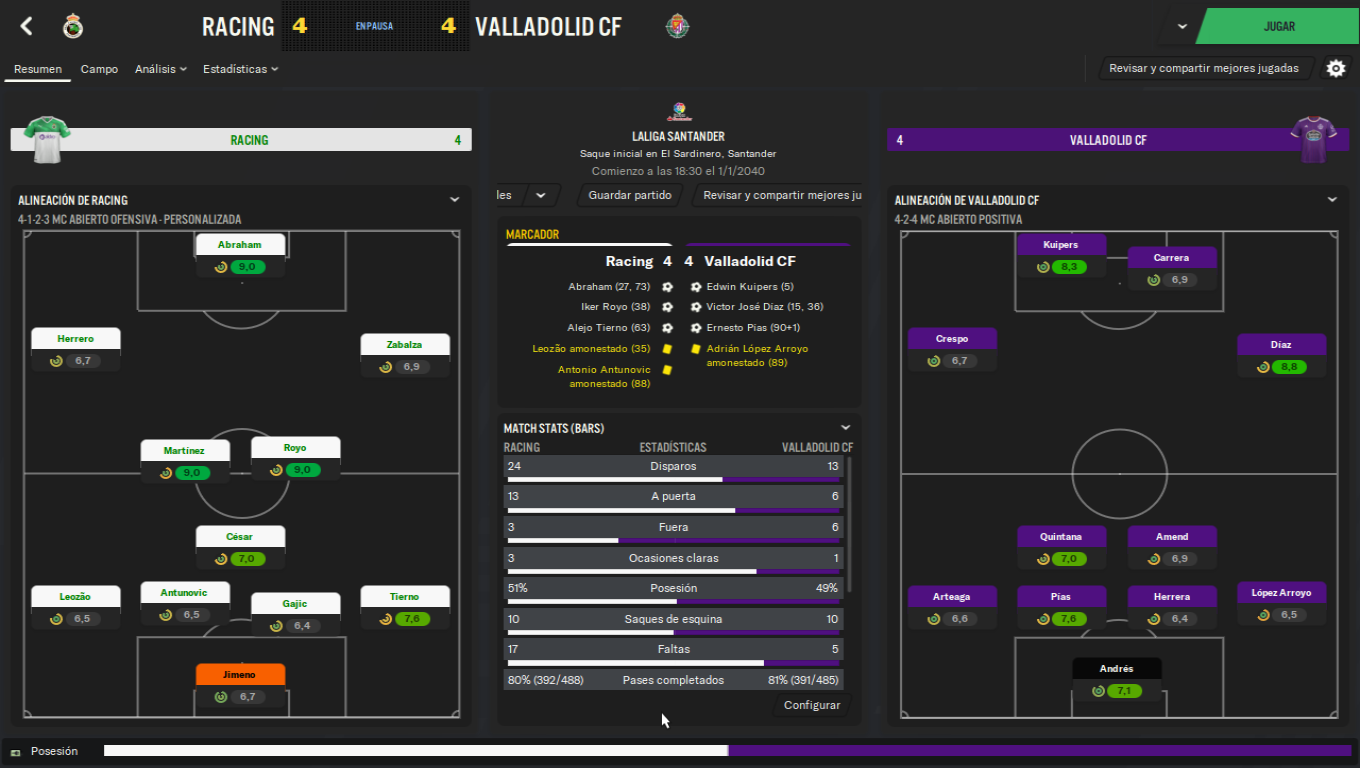 RACING
4
EN PAUSA
4
VALLADOLID CF
JUGAR
Resumen
Campo
Análisis
Estadísticas
Revisar y compartir mejores jugadas
RACING
4
ALINEACIÓN DE RACING
4-1-2-3 MC ABIERTO OFENSIVA - PERSONALIZADA
Abraham
9,0
Herrero
6,7
Zabalza
6,9
Martínez
9,0
Royo
9,0
César
7,0
Leozão
6,5
Antunovic
6,5
Gajic
6,4
Tierno
7,6
Jimeno
6,7
LALIGA SANTANDER
Saque inicial en El Sardinero, Santander
Comienzo a las 18:30 el 1/1/2040
les
Guardar partido
Revisar y compartir mejores ju
MARCADOR
Racing 4 4 Valladolid CF
Abraham (27, 73)
Edwin Kuipers (5)
Iker Royo (38)
Victor José Díaz (15, 36)
Alejo Tierno (63)
Ernesto Pías (90+1)
Leozão amonestado (35)
Adrián López Arroyo
amonestado (89)
Antonio Antunovic
amonestado (88)
MATCH STATS (BARS)
RACING ESTADÍSTICAS VALLADOLID CF
24 Disparos 13
13 A puerta 6
3 Fuera 6
3 Ocasiones claras 1
51% Posesión 49%
10 Saques de esquina 10
17 Faltas 5
80% (392/488) Pases completados 81% (391/485)
Configurar
4
VALLADOLID CF
ALINEACIÓN DE VALLADOLID CF
4-2-4 MC ABIERTO POSITIVA
Kuipers
8,3
Carrera
6,9
Crespo
6,7
Díaz
8,8
Quintana
7,0
Amend
6,9
Arteaga
6,6
Pías
7,6
Herrera
6,4
López Arroyo
6,5
Andrés
7,1
Posesión